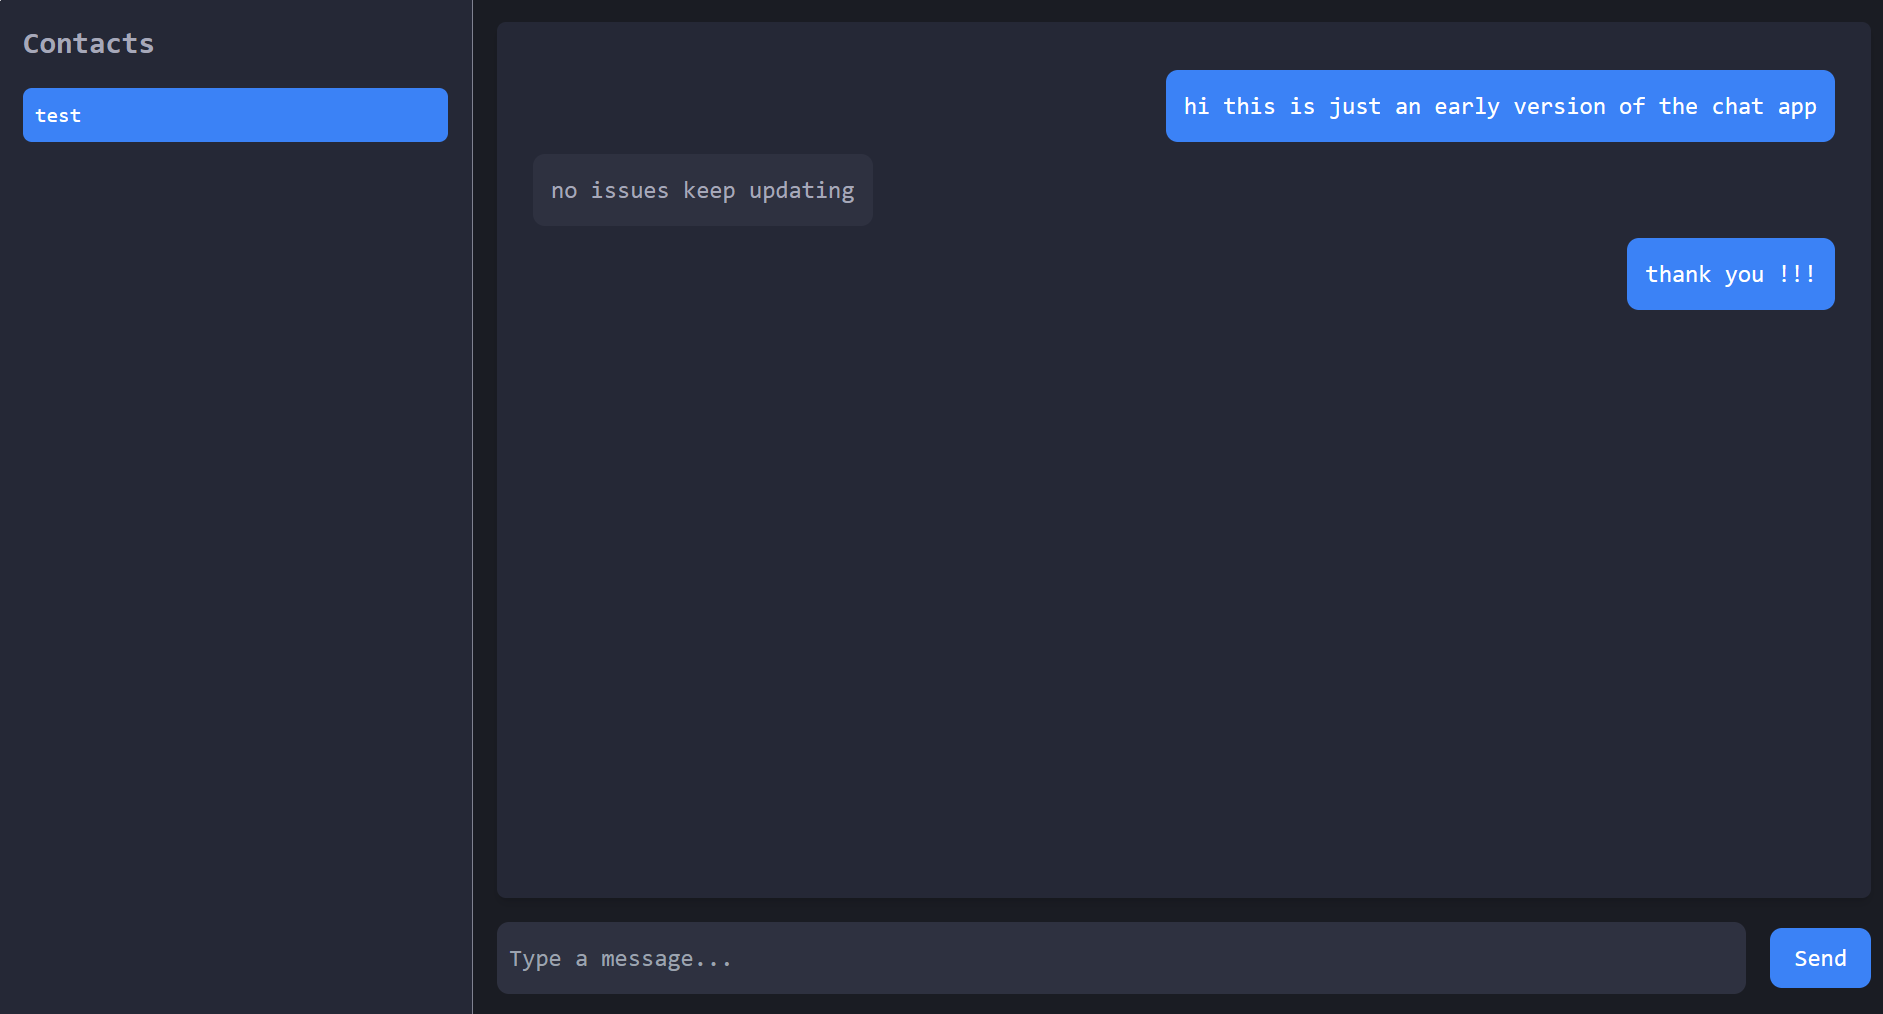 Contacts
test
hi this is just an early version of the chat app
no issues keep updating
thank you !!!
Type a message...
Send